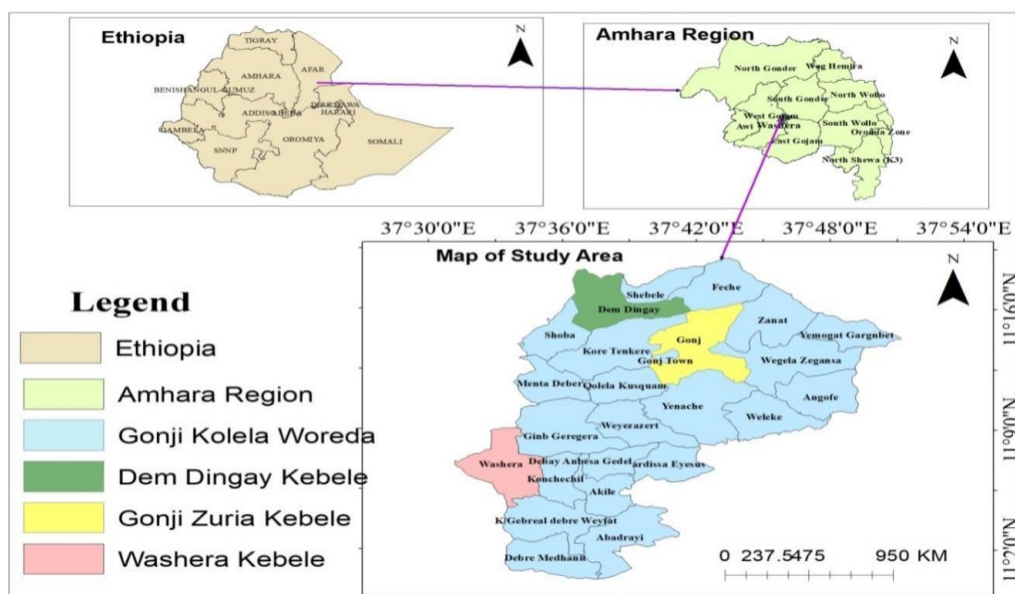 Ethiopia
N
TIGRAY
AFAR
AMHARA
BENISHANGUL-GUMUZ
ADDIS ABEBA
HARARI
GAMBELA
OROMIYA
SOMALI
SNNP
Amhara Region
N
North Gonder
Wag Hemira
South Gonder
North Wollo
West Gojam
Awi
Washera
South Wollo
Oromia Zone
East Gojam
North Shewa (K3)
37°30'0"E
37°36'0"E
37°42'0"E
37°48'0"E
37°54'0"E
Map of Study Area
N
Feche
Shebele
Dem Dingay
Zanat
Yemogat Gargnbet
Shoba
Gonj
Kore Tenkere
Gonj Town
Wegela Zegansa
Menta Deber
Qolela Kusquam
Angofe
Yenache
Weleke
Weyezazert
Ginb Geregera
Washera
Debay Anbesa Gedel
ardissa Eyesus
Konchechil
Akile
K/Gebreal debre Weyfat
Abadrayi
Debre Medhanit
0 237.5475 950 KM
Legend
Ethiopia
Amhara Region
Gonji Kolela Woreda
Dem Dingay Kebele
Gonji Zuria Kebele
Washera Kebele